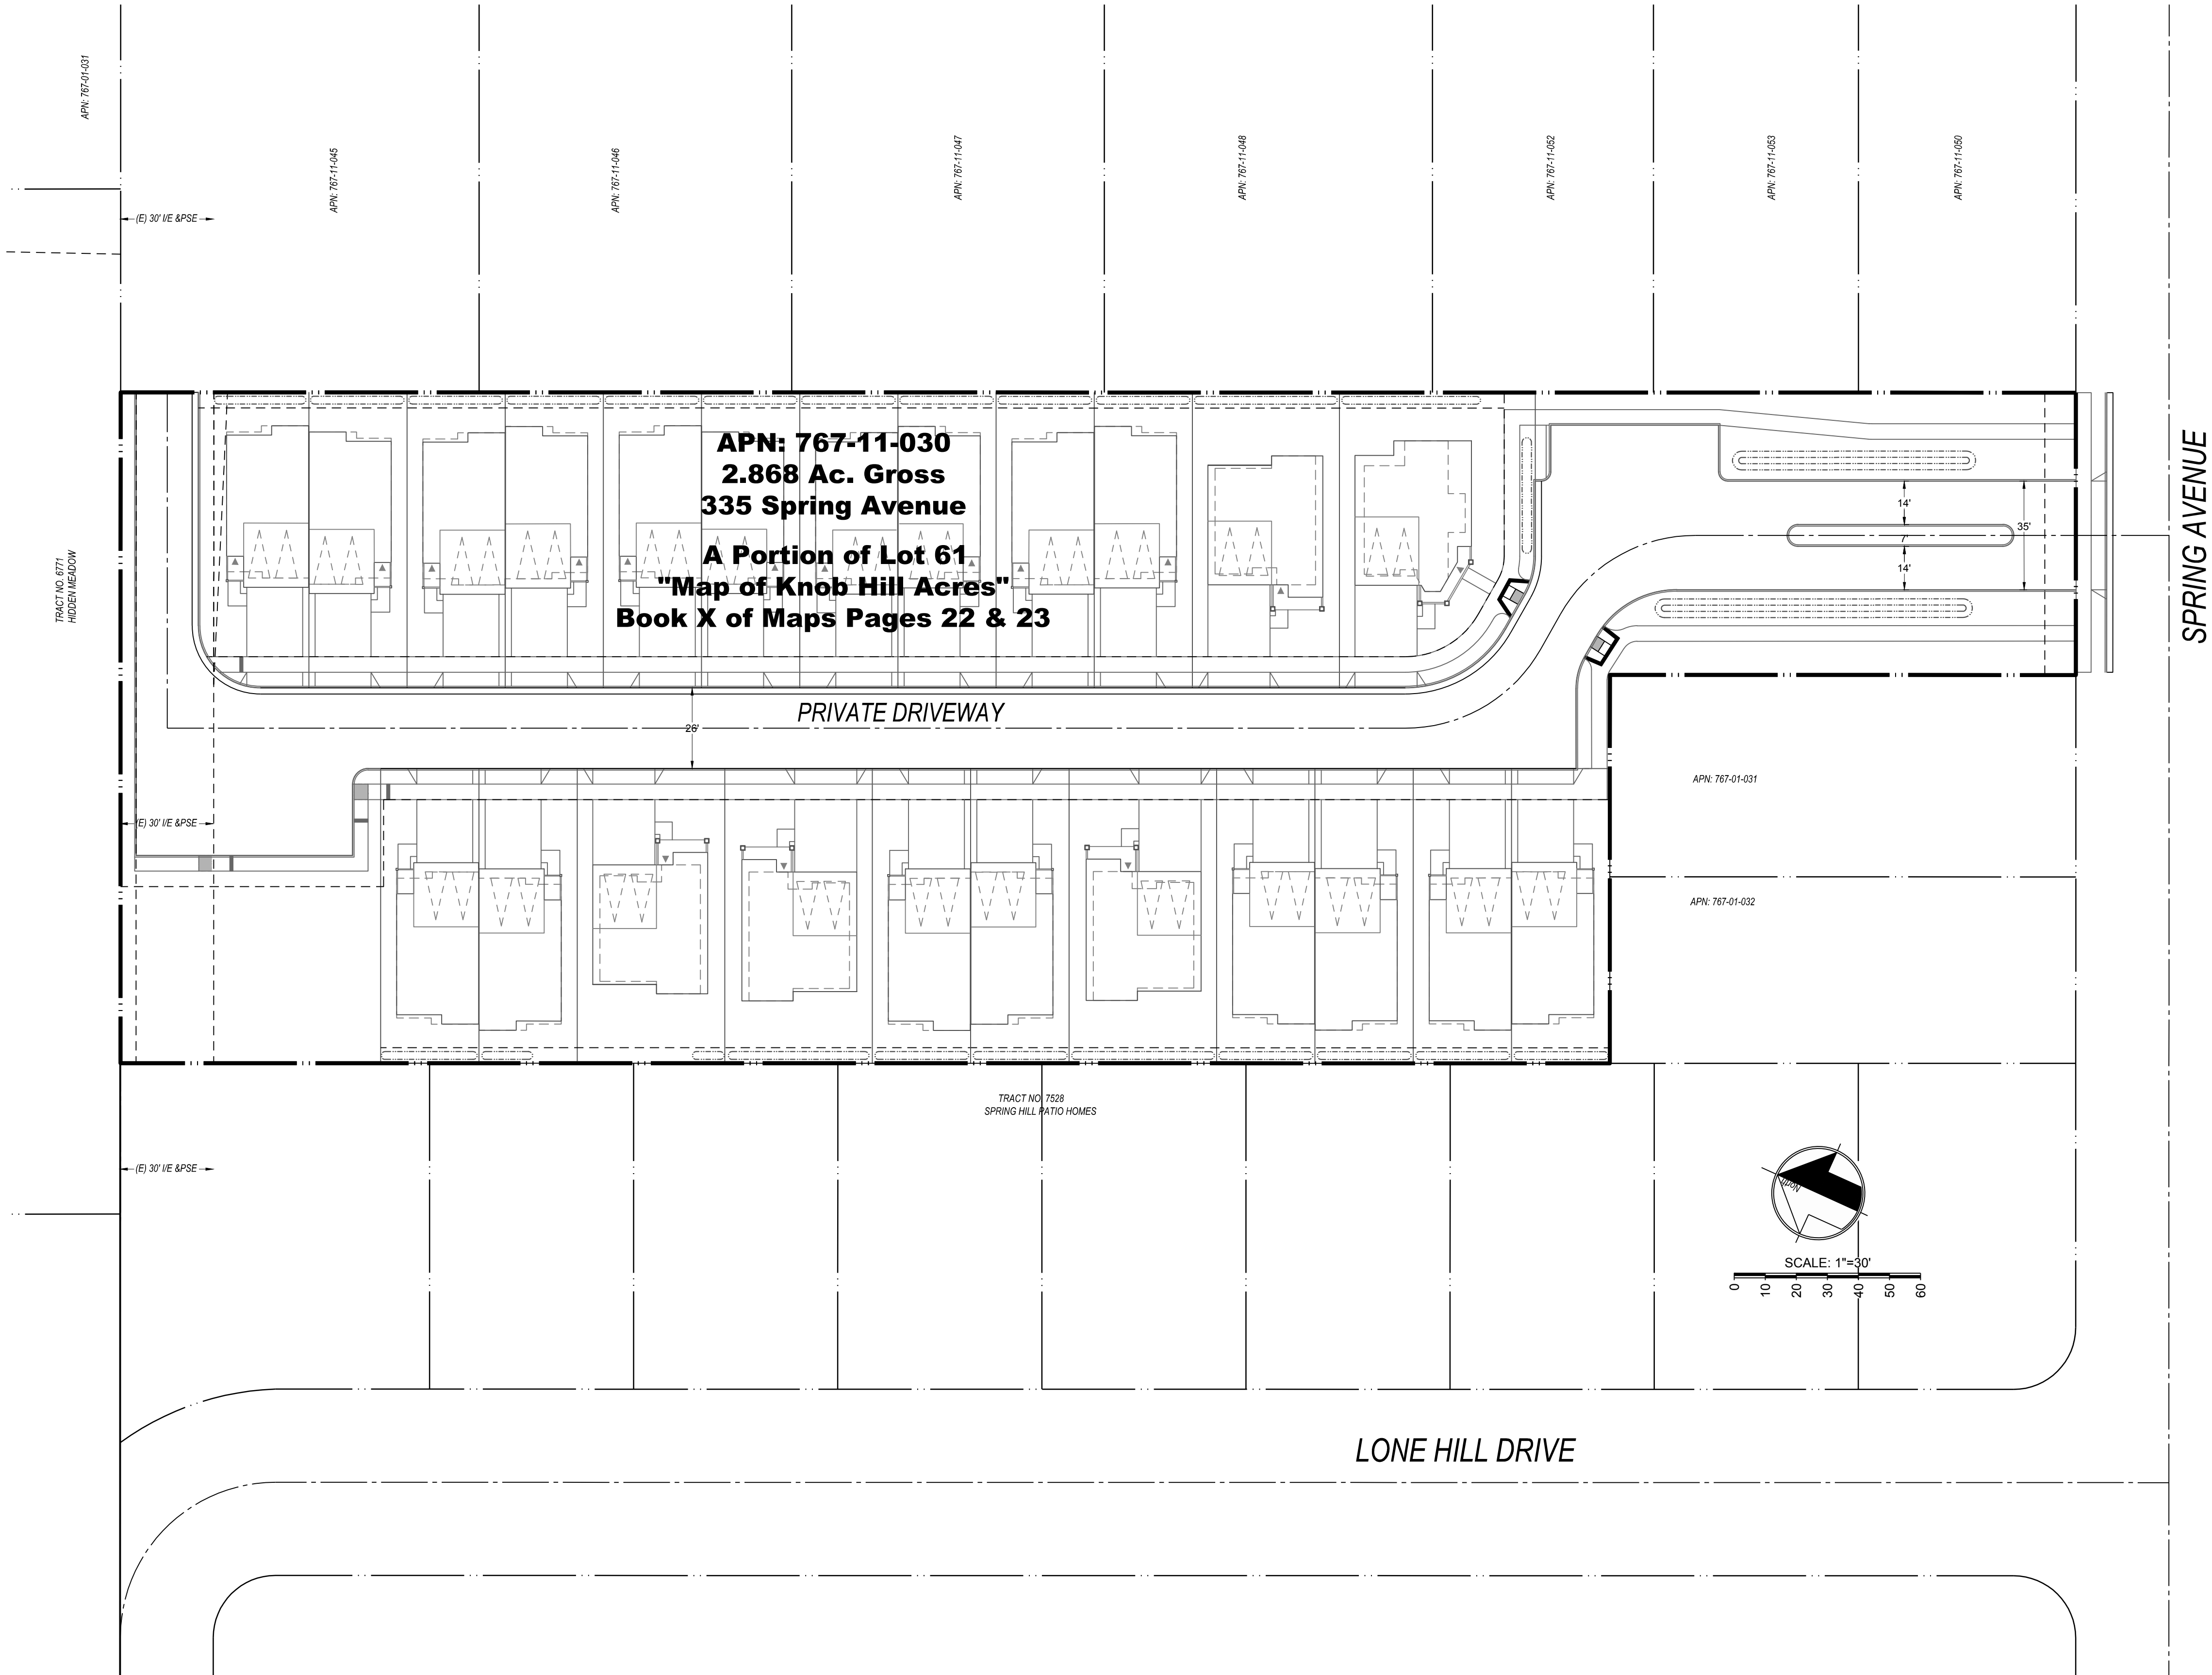 APN: 767-01-031
APN: 767-11-045
APN: 767-11-046
APN: 767-11-047
APN: 767-11-048
APN: 767-11-052
APN: 767-11-053
APN: 767-11-050
(E) 30' I/E &PSE
APN: 767-11-030
2.868 Ac. Gross
335 Spring Avenue
A Portion of Lot 61
"Map of Knob Hill Acres"
Book X of Maps Pages 22 & 23
14'
7'
14'
35'
SPRING AVENUE
TRACT NO. 6771
HIDDEN MEADOW
PRIVATE DRIVEWAY
26'
APN: 767-01-031
(E) 30' I/E &PSE
APN: 767-01-032
TRACT NO. 7528
SPRING HILL PATIO HOMES
(E) 30' I/E &PSE
North
SCALE: 1"=30'
0 10 20 30 40 50 60
LONE HILL DRIVE